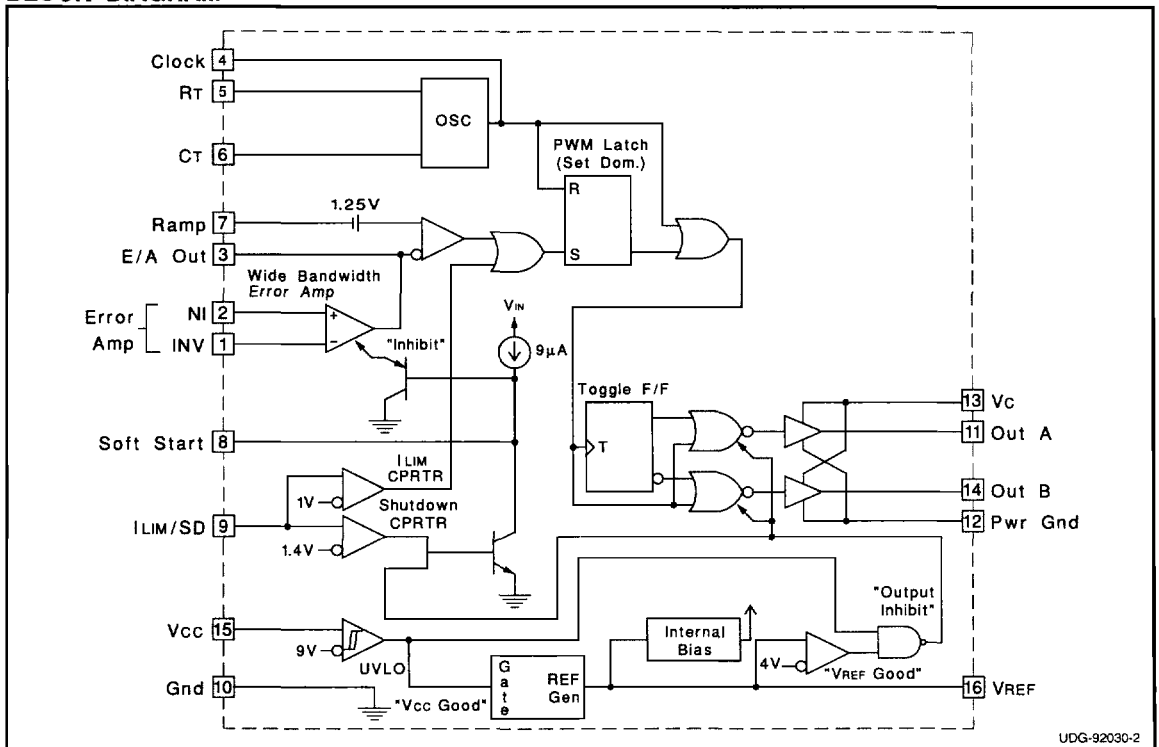 Clock 4
RT 5
CT 6
OSC
PWM Latch
(Set Dom.)
R
S
1.25V
Ramp 7
E/A Out 3
Wide Bandwidth
Error Amp
Error
Amp
NI 2
INV 1
+
−
"Inhibit"
VIN
9µA
Toggle F/F
T
13 Vc
11 Out A
14 Out B
12 Pwr Gnd
Soft Start 8
ILIM
CPRTR
1V
Shutdown
CPRTR
ILIM/SD 9
1.4V
"Output
Inhibit"
Vcc 15
9V
UVLO
Internal
Bias
4V
"VREF Good"
Gnd 10
"Vcc Good"
Gate
REF
Gen
16 VREF
UDG-92030-2